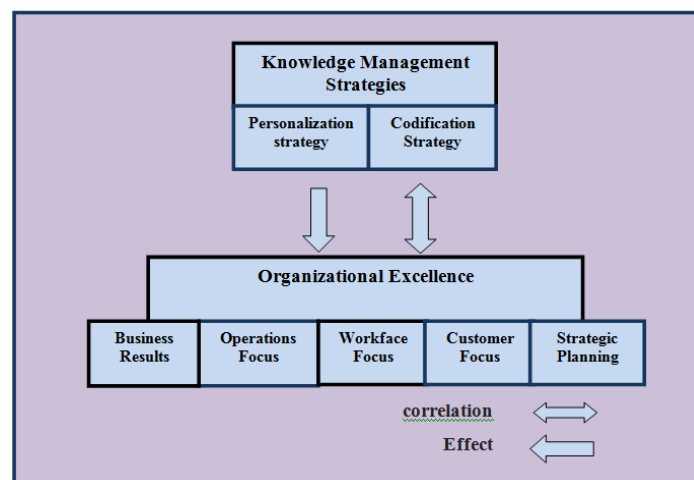 Knowledge Management
Strategies
Personalization
strategy
Codification
Strategy
Organizational Excellence
Business
Results
Operations
Focus
Workface
Focus
Customer
Focus
Strategic
Planning
correlation
Effect